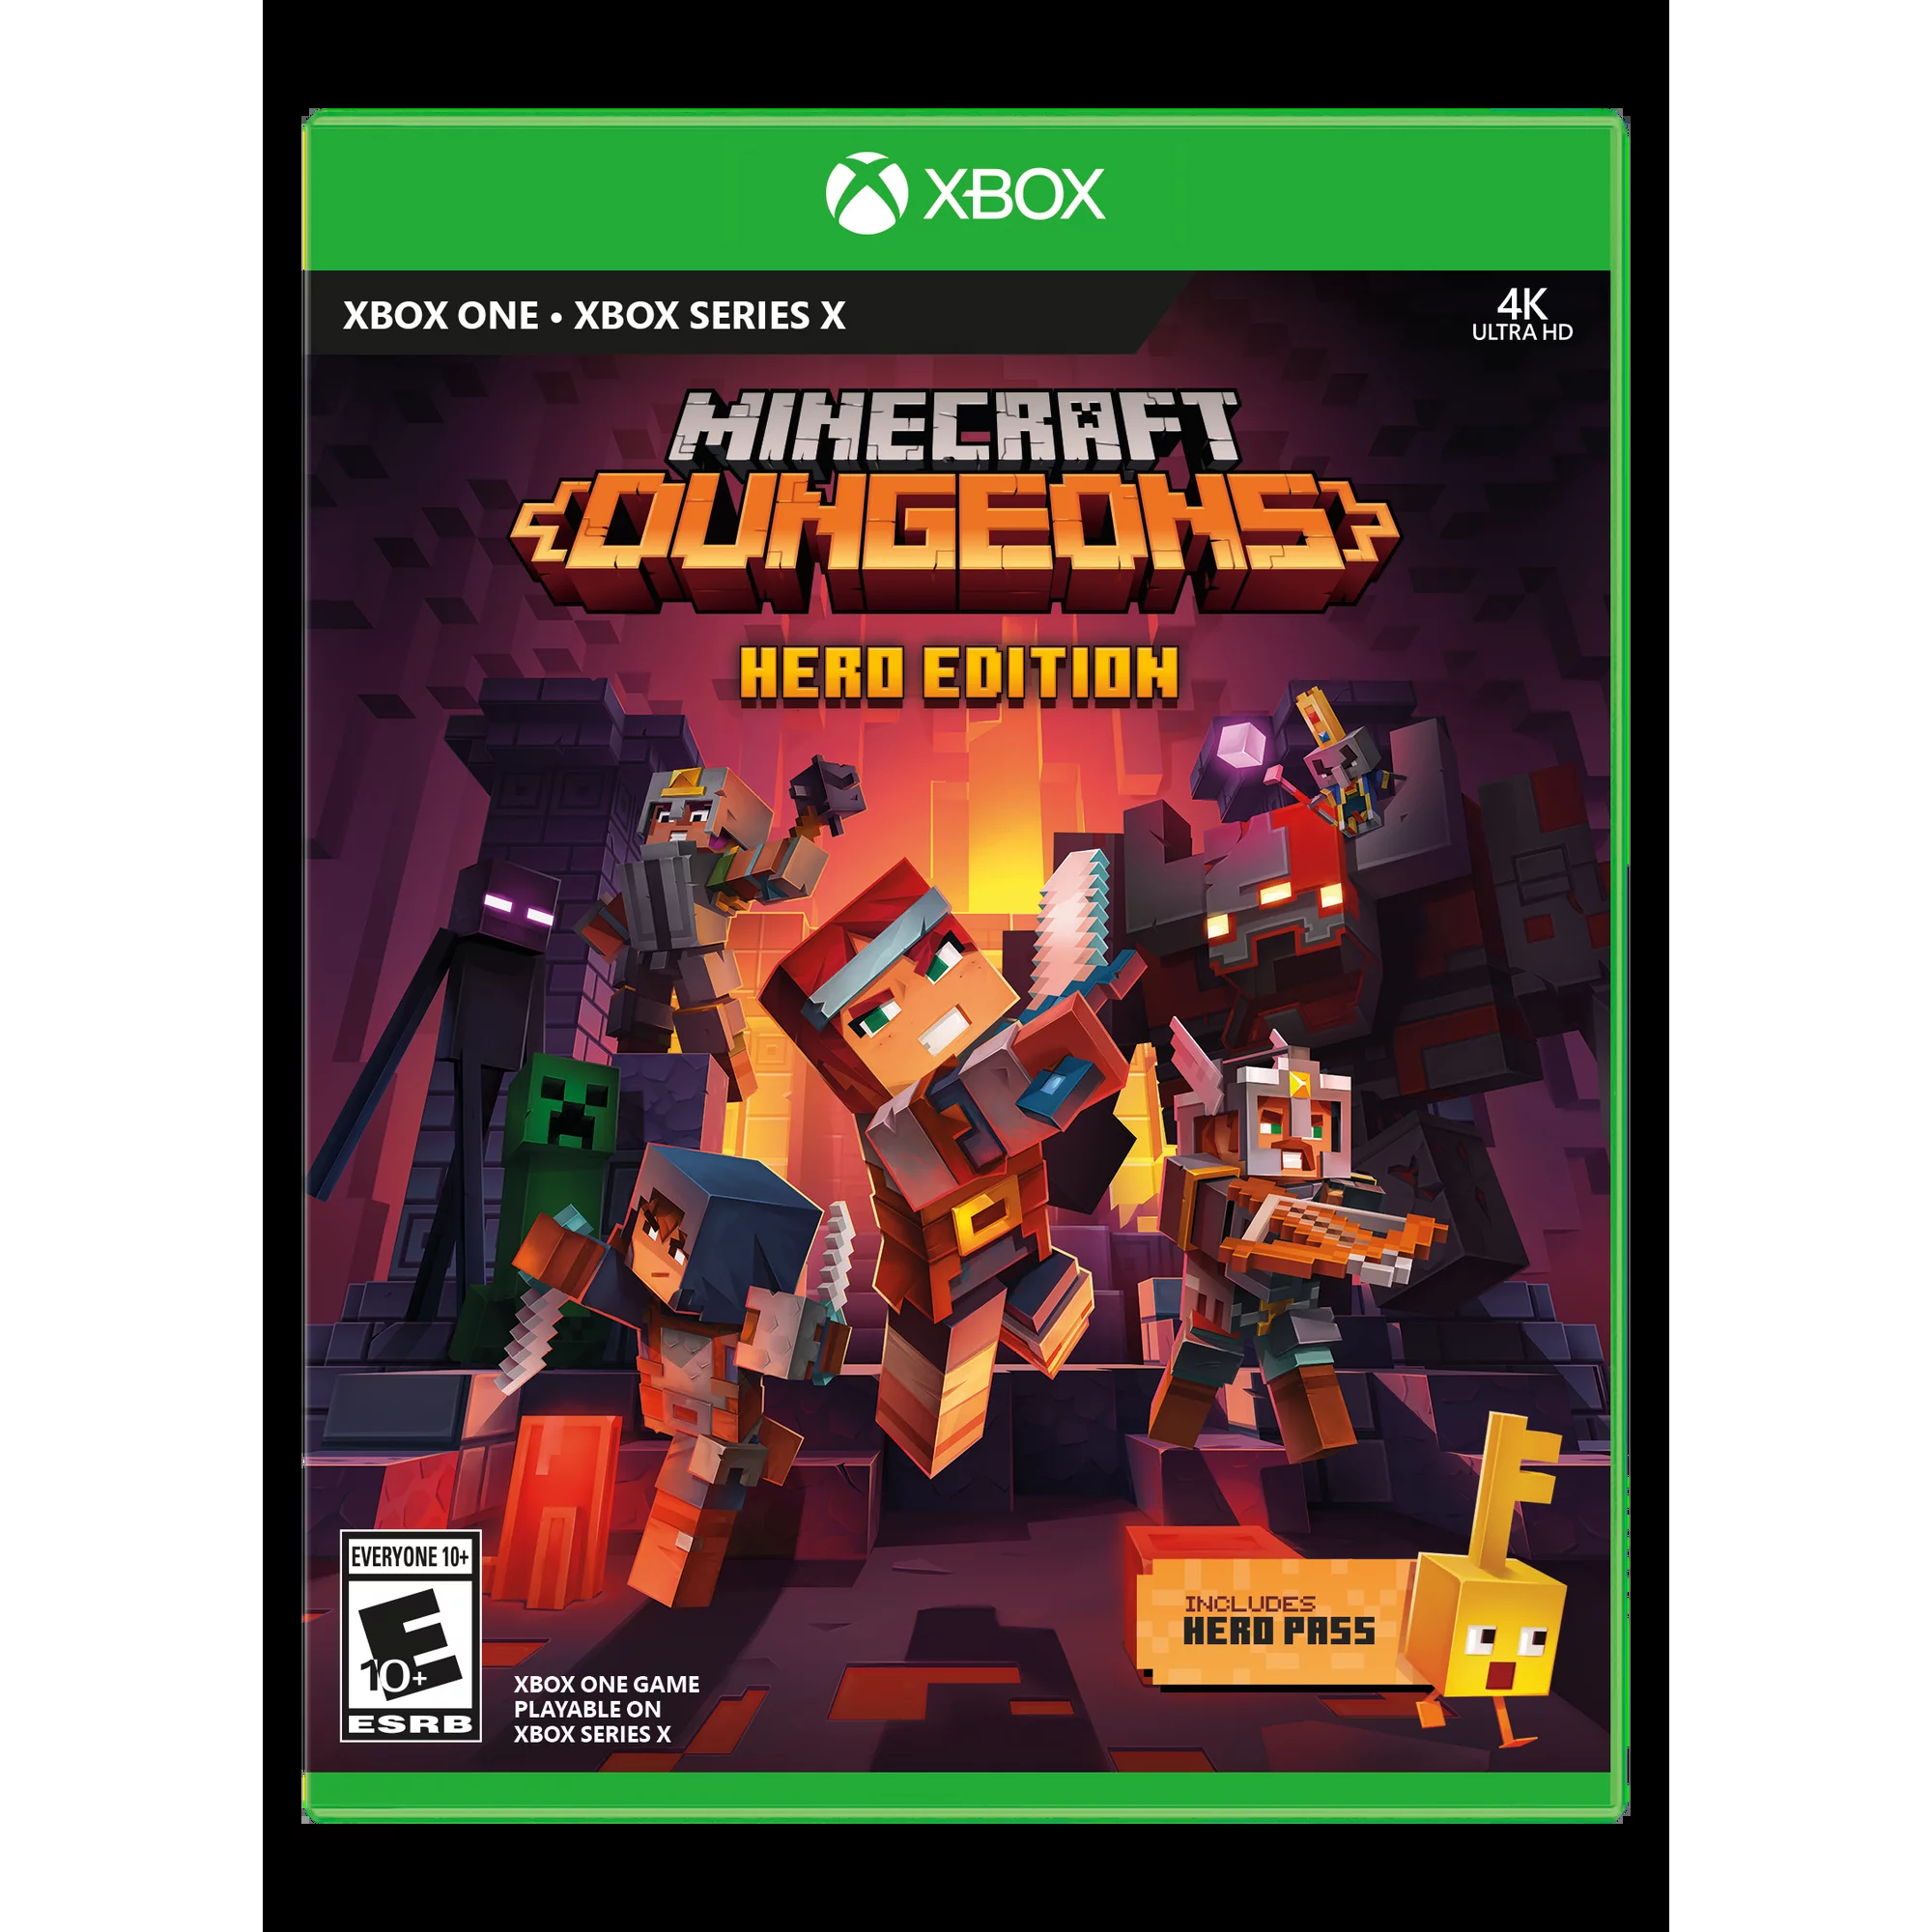 XBOX
XBOX ONE • XBOX SERIES X
4K
ULTRA HD
MINECRAFT
DUNGEONS
HERO EDITION
INCLUDES
HERO PASS
EVERYONE 10+
E
10+
ESRB
XBOX ONE GAME
PLAYABLE ON
XBOX SERIES X